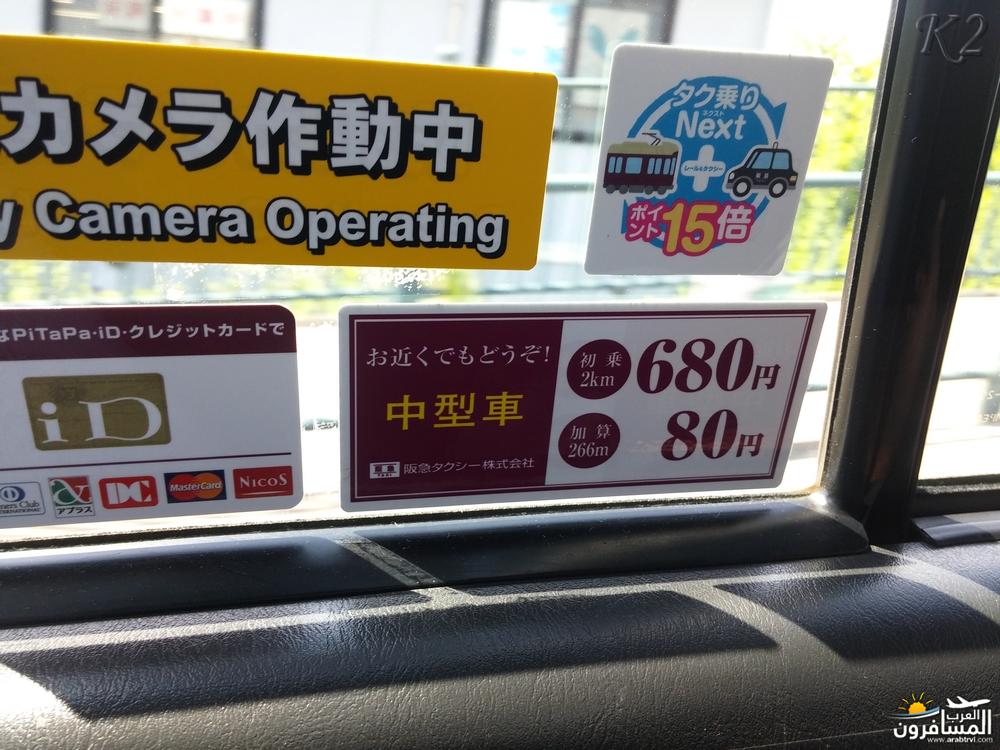 K2
カメラ作動中
y Camera Operating
タク乗り
ネクスト
Next
レール&タクシー
ポイント
15倍
なPiTaPa・iD・クレジットカードで
iD
アプラス
DC
MasterCard
NICOS
お近くでもどうぞ!
中型車
阪急タクシー株式会社
初乗 2km 680円
加算 266m 80円
العرب
المسافرون
www.arabtrvl.com